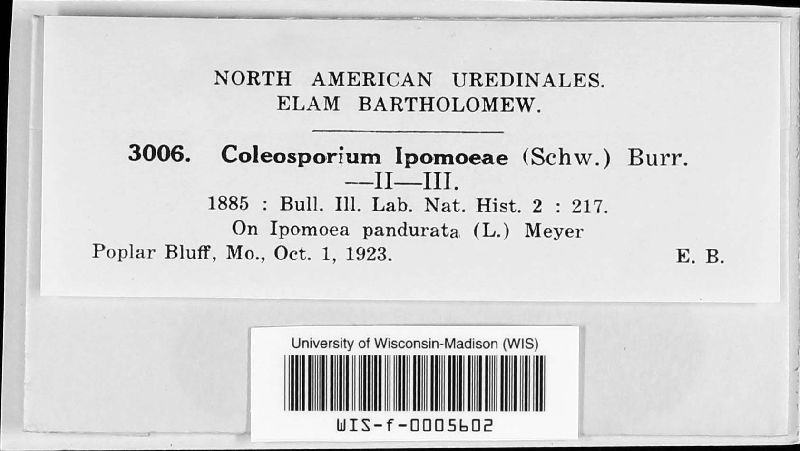 NORTH AMERICAN UREDINALES.
ELAM BARTHOLOMEW.
3006. Coleosporium Ipomoeae (Schw.) Burr.
—II—III.
1885 : Bull. Ill. Lab. Nat. Hist. 2 : 217.
On Ipomoea pandurata (L.) Meyer
Poplar Bluff, Mo., Oct. 1, 1923. E. B.
University of Wisconsin-Madison (WIS)
WIS-f-0005602